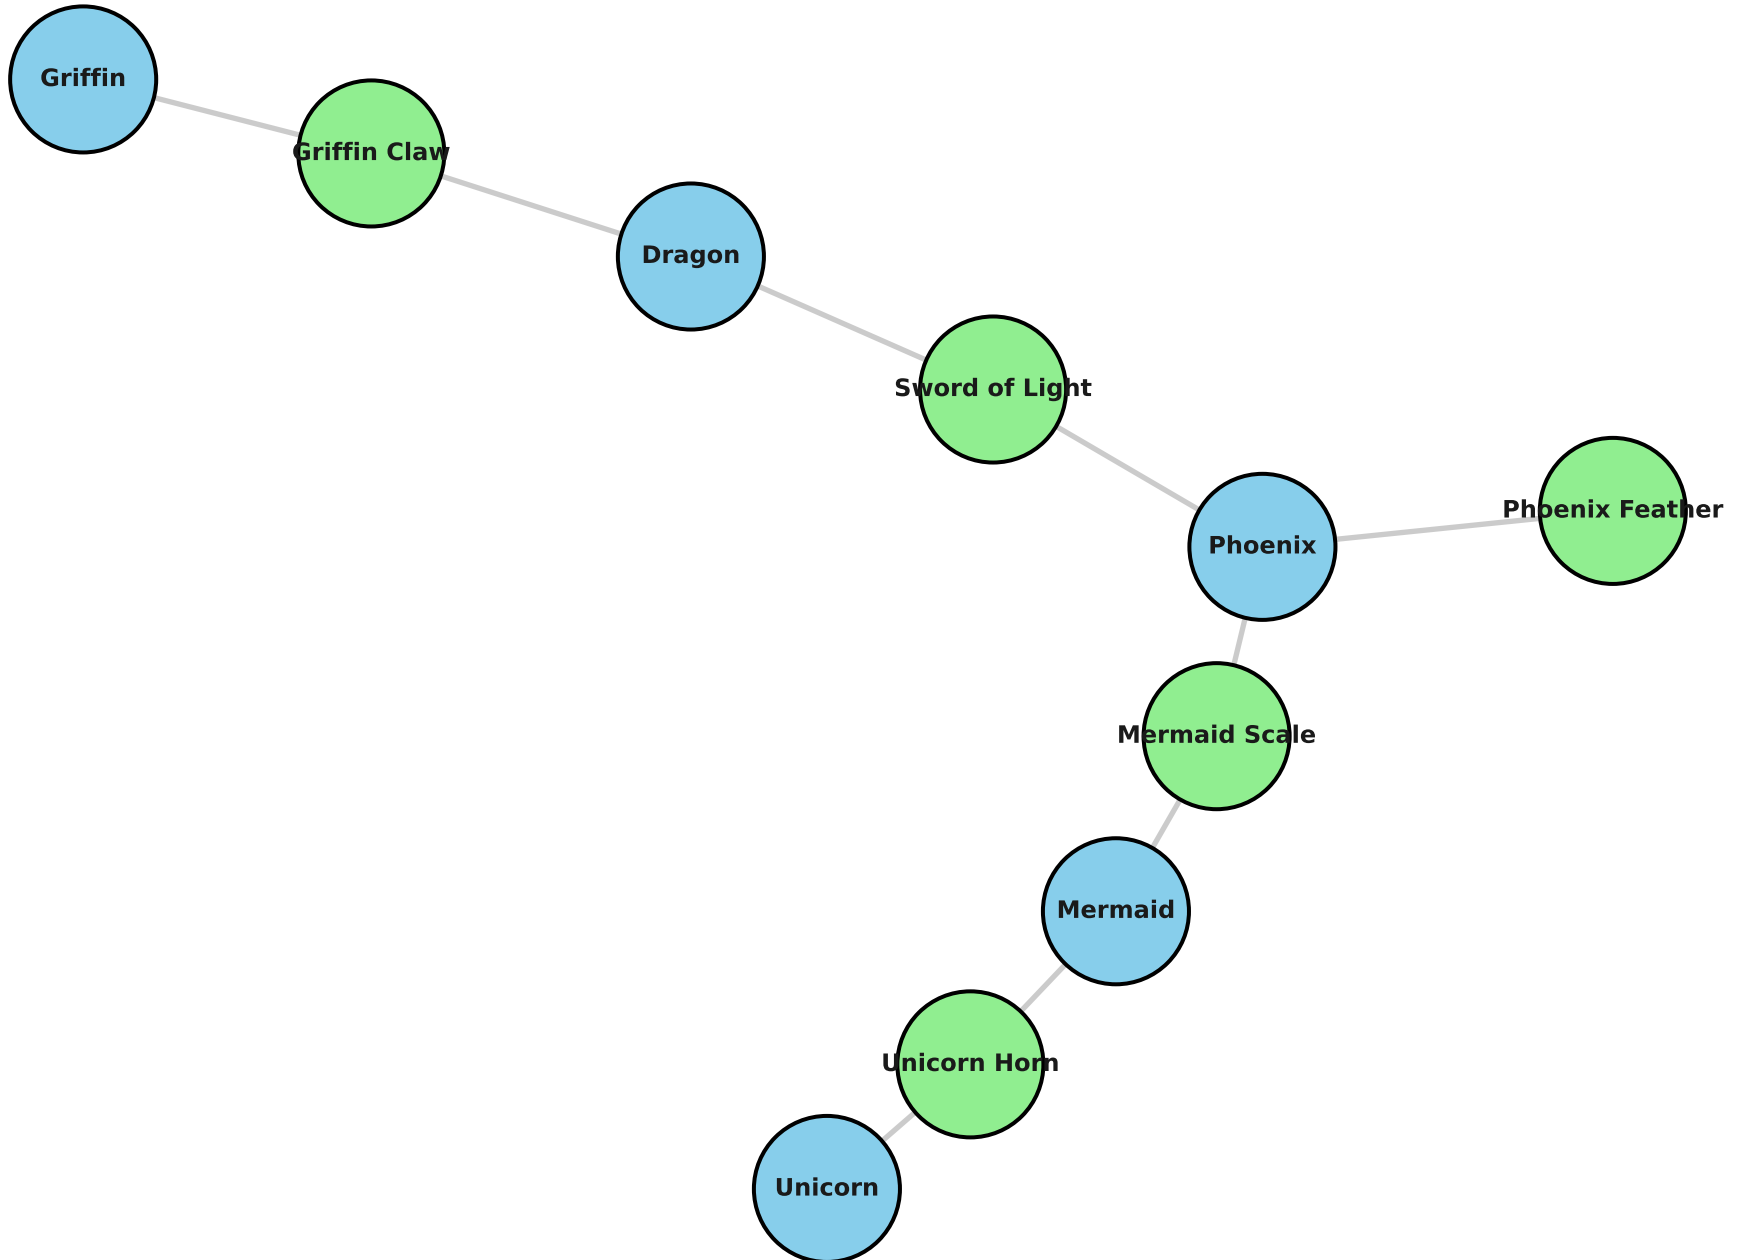 Griffin
Griffin Claw
Dragon
Sword of Light
Phoenix Feather
Phoenix
Mermaid Scale
Mermaid
Unicorn Horn
Unicorn